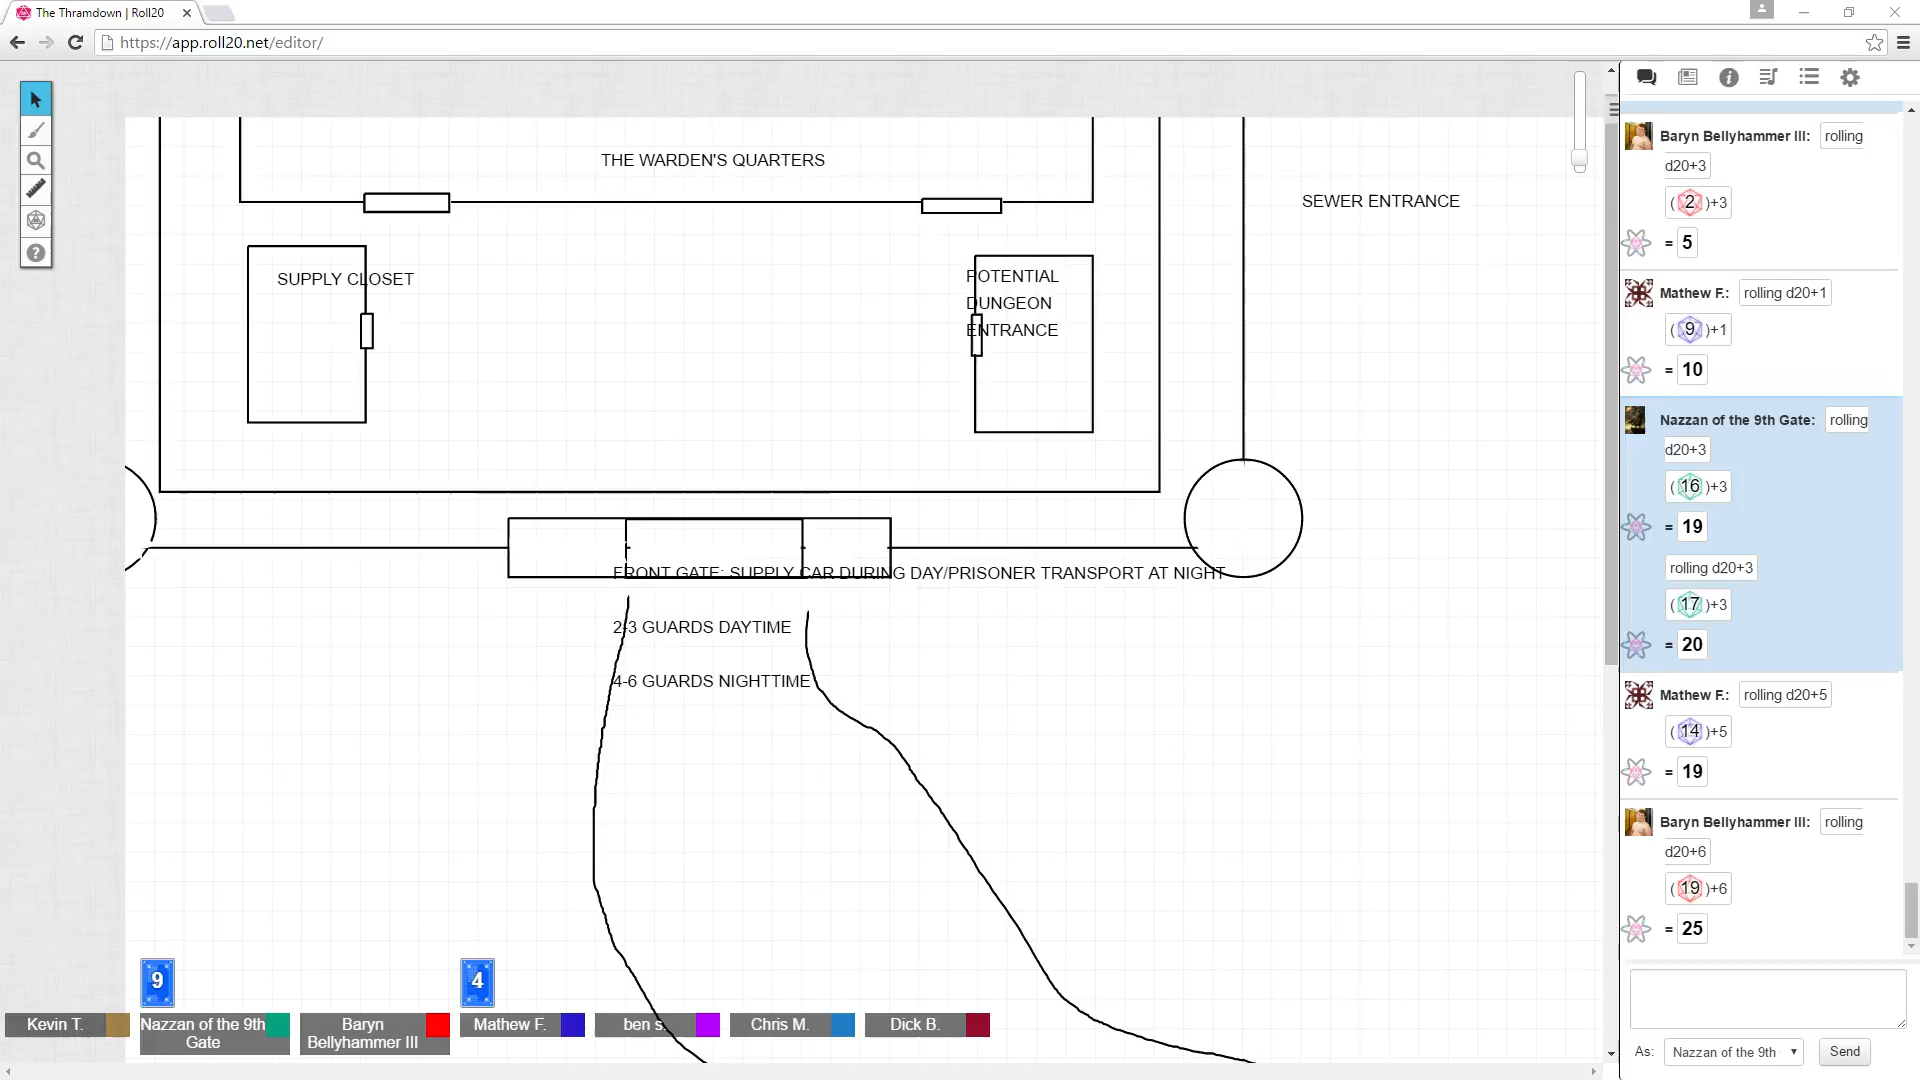 The Thramdown | Roll20
https://app.roll20.net/editor/
THE WARDEN'S QUARTERS
SEWER ENTRANCE
SUPPLY CLOSET
POTENTIAL
DUNGEON
ENTRANCE
FRONT GATE: SUPPLY CAR DURING DAY/PRISONER TRANSPORT AT NIGHT
2-3 GUARDS DAYTIME
4-6 GUARDS NIGHTTIME
9
4
Kevin T.
Nazzan of the 9th
Gate
Baryn
Bellyhammer III
Mathew F.
ben s.
Chris M.
Dick B.
Baryn Bellyhammer III: rolling
d20+3
(2)+3
= 5
Mathew F.: rolling d20+1
(9)+1
= 10
Nazzan of the 9th Gate: rolling
d20+3
(16)+3
= 19
rolling d20+3
(17)+3
= 20
Mathew F.: rolling d20+5
(14)+5
= 19
Baryn Bellyhammer III: rolling
d20+6
(19)+6
= 25
As: Nazzan of the 9th Send